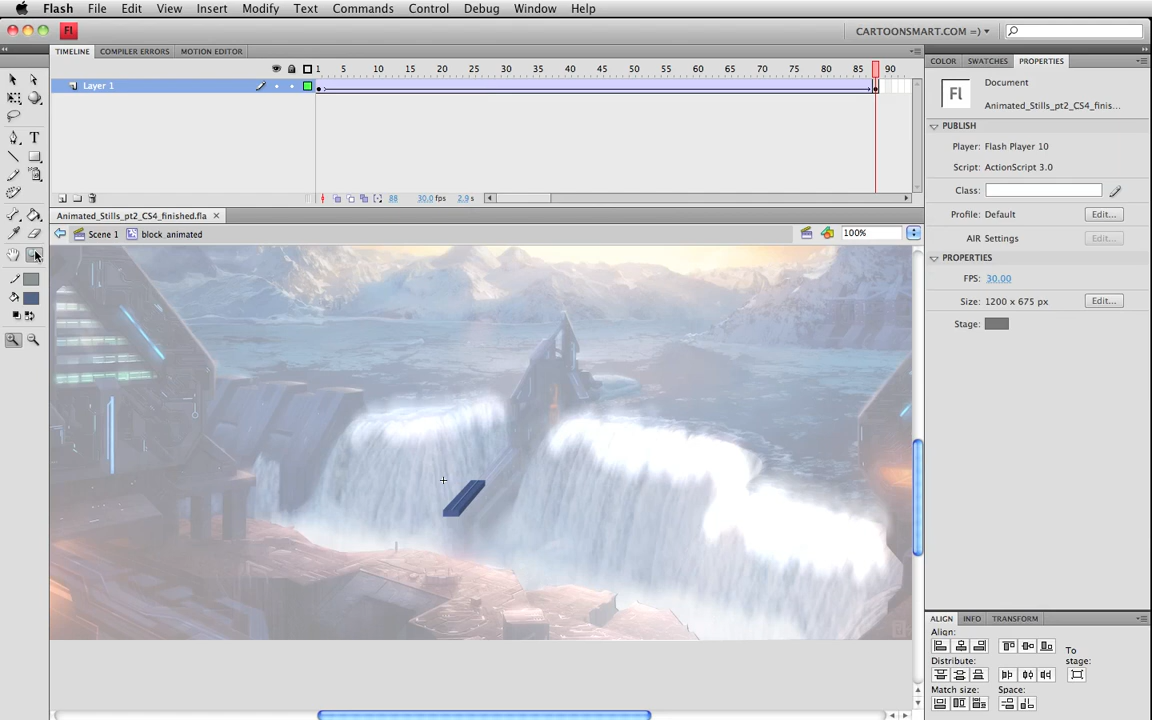 Flash File Edit View Insert Modify Text Commands Control Debug Window Help
Fl CARTOONSMART.COM =)
TIMELINE COMPILER ERRORS MOTION EDITOR
1 5 10 15 20 25 30 35 40 45 50 55 60 65 70 75 80 85 90
Layer 1
88 30.0 fps 2.9 s
Animated_Stills_pt2_CS4_finished.fla
Scene 1 block_animated 100%
COLOR SWATCHES PROPERTIES
Fl Document
Animated_Stills_pt2_CS4_finis...
PUBLISH
Player: Flash Player 10
Script: ActionScript 3.0
Class:
Profile: Default Edit...
AIR Settings Edit...
PROPERTIES
FPS: 30.00
Size: 1200 x 675 px Edit...
Stage:
ALIGN INFO TRANSFORM
Align:
To
stage:
Distribute:
Match size: Space: